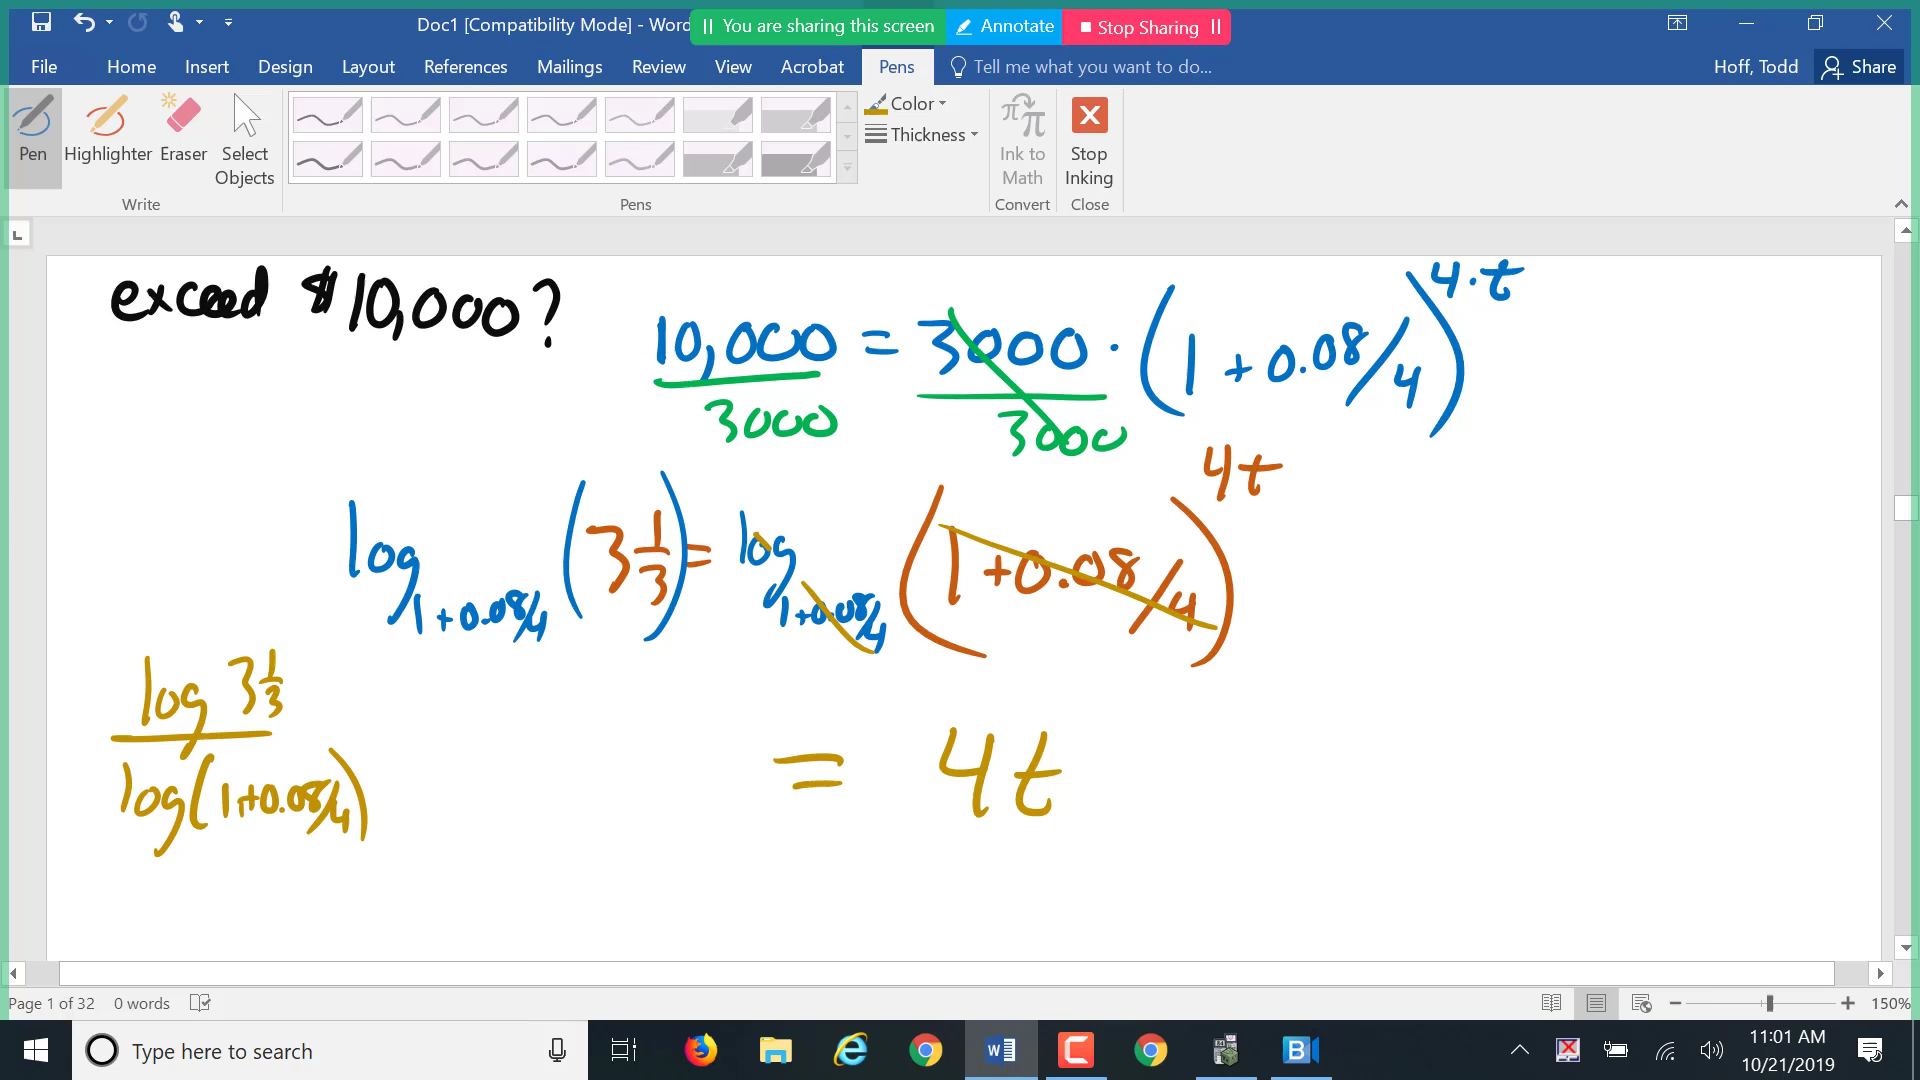 Doc1 [Compatibility Mode] - Word
You are sharing this screen
Annotate
Stop Sharing
File Home Insert Design Layout References Mailings Review View Acrobat Pens Tell me what you want to do... Hoff, Todd Share
Pen Highlighter Eraser Select Objects
Color
Thickness
Ink to Math
Stop Inking
Write Pens Convert Close
exceed $10,000?
10,000 = 3000 · (1 + 0.08/4)^4·t
3000 3000
log_1+0.08/4 (3 1/3) = log_1+0.08/4 (1 + 0.08/4)^4t
log 3 1/3
= 4t
log(1+0.08/4)
Page 1 of 32 0 words 150%
Type here to search
11:01 AM
10/21/2019